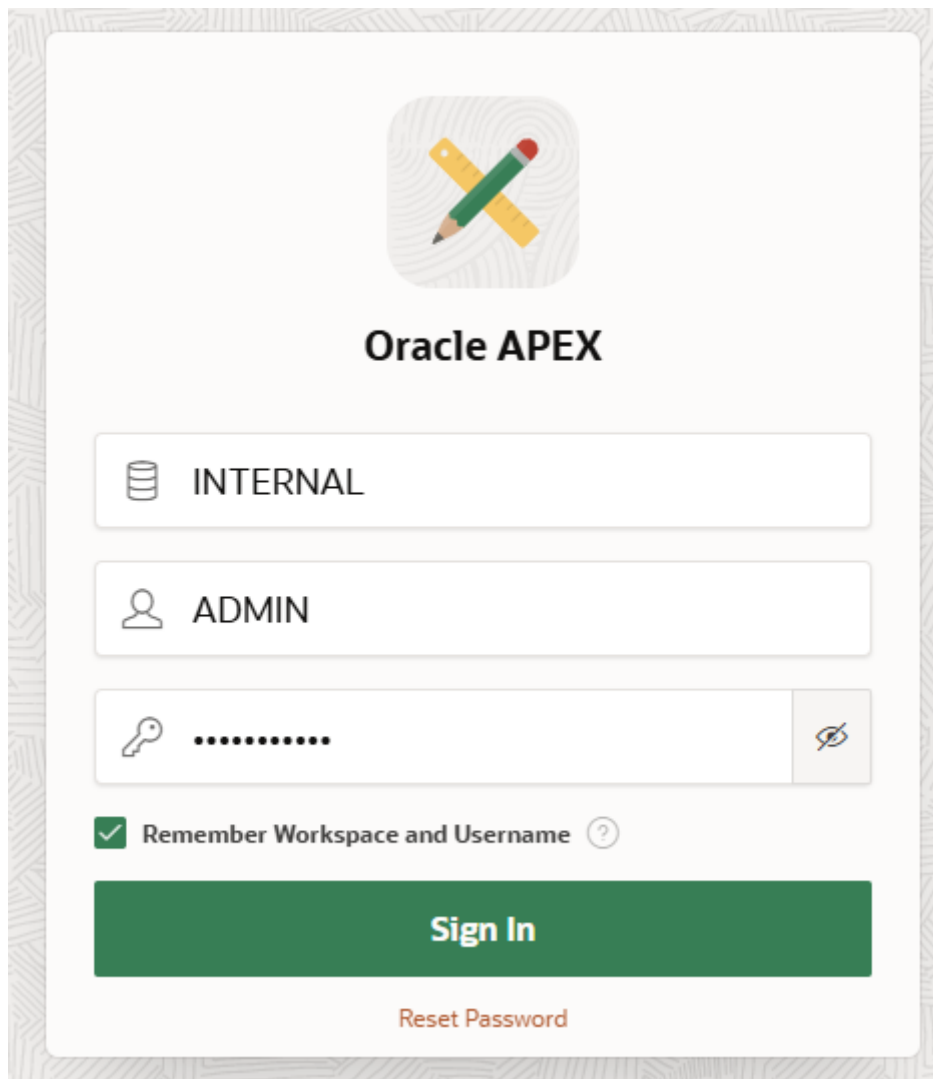 Oracle APEX
INTERNAL
ADMIN
•••••••••••
Remember Workspace and Username ?
Sign In
Reset Password